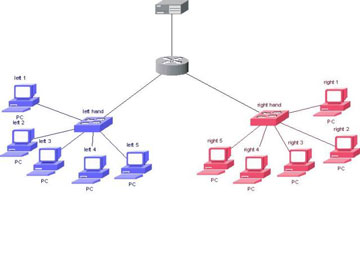 left 1
PC
left hand
left 2
PC
left 3
PC
left 4
PC
left 5
PC
right 1
PC
right hand
right 2
PC
right 3
PC
right 4
PC
right 5
PC